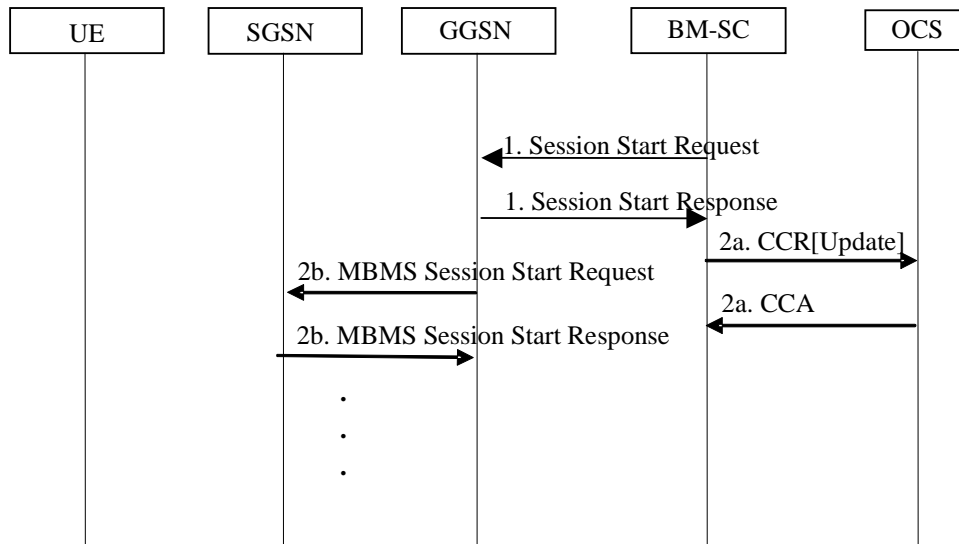 UE
SGSN
GGSN
BM-SC
OCS
1. Session Start Request
1. Session Start Response
2a. CCR[Update]
2b. MBMS Session Start Request
2a. CCA
2b. MBMS Session Start Response
.
.
.